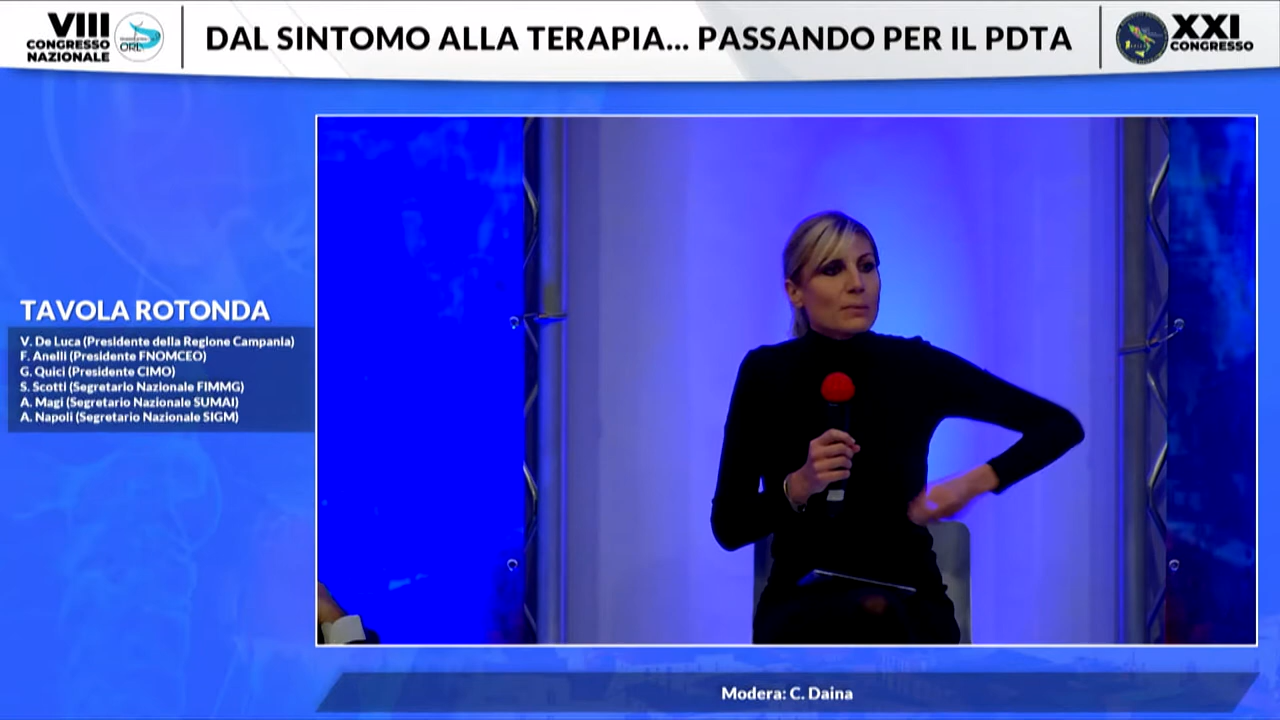 VIII
CONGRESSO
NAZIONALE
ORL
DAL SINTOMO ALLA TERAPIA... PASSANDO PER IL PDTA
XXI
CONGRESSO
TAVOLA ROTONDA
V. De Luca (Presidente della Regione Campania)
F. Anelli (Presidente FNOMCEO)
G. Quici (Presidente CIMO)
S. Scotti (Segretario Nazionale FIMMG)
A. Magi (Segretario Nazionale SUMAI)
A. Napoli (Segretario Nazionale SIGM)
Modera: C. Daina